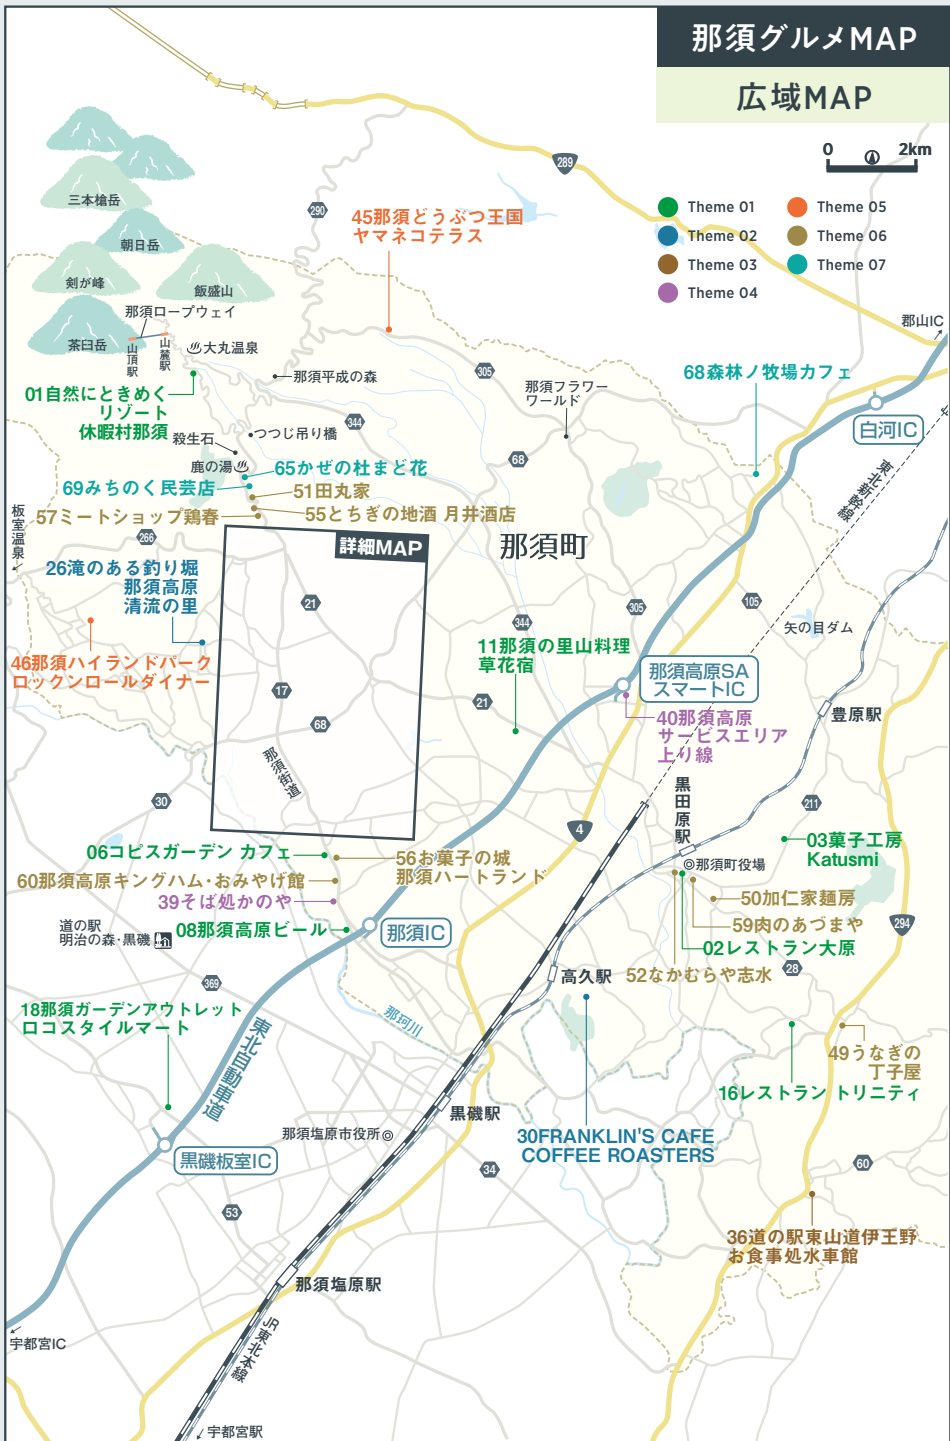 那須グルメMAP
広域MAP
0 2km
Theme 01
Theme 02
Theme 03
Theme 04
Theme 05
Theme 06
Theme 07
289
290
三本槍岳
朝日岳
剣が峰
飯盛山
茶臼岳
那須ロープウェイ
山頂駅
山麓駅
大丸温泉
45那須どうぶつ王国
ヤマネコテラス
郡山IC
305
那須平成の森
那須フラワー
ワールド
68森林ノ牧場カフェ
01自然にときめく
リゾート
休暇村那須
344
白河IC
つつじ吊り橋
殺生石
鹿の湯
68
東北新幹線
65かぜの杜まど花
69みちのく民芸店
51田丸家
57ミートショップ鶏春
55とちぎの地酒 月井酒店
板室温泉
266
詳細MAP
那須町
26滝のある釣り堀
那須高原
清流の里
21
305
105
344
矢の目ダム
11那須の里山料理
草花宿
46那須ハイランドパーク
ロックンロールダイナー
那須高原SA
スマートIC
17
21
68
40那須高原
サービスエリア
上り線
豊原駅
那須街道
黒田原駅
30
211
4
03菓子工房
Katusmi
06コピスガーデン カフェ
56お菓子の城
那須ハートランド
那須町役場
60那須高原キングハム・おみやげ館
39そば処かのや
50加仁家麺房
59肉のあづまや
道の駅
明治の森・黒磯
08那須高原ビール
那須IC
294
02レストラン大原
52なかむらや志水
28
高久駅
369
18那須ガーデンアウトレット
ロコスタイルマート
那珂川
東北自動車道
49うなぎの
丁子屋
16レストラン トリニティ
黒磯駅
那須塩原市役所
30FRANKLIN'S CAFE
COFFEE ROASTERS
黒磯板室IC
34
60
53
36道の駅東山道伊王野
お食事処水車館
那須塩原駅
宇都宮IC
JR東北本線
宇都宮駅